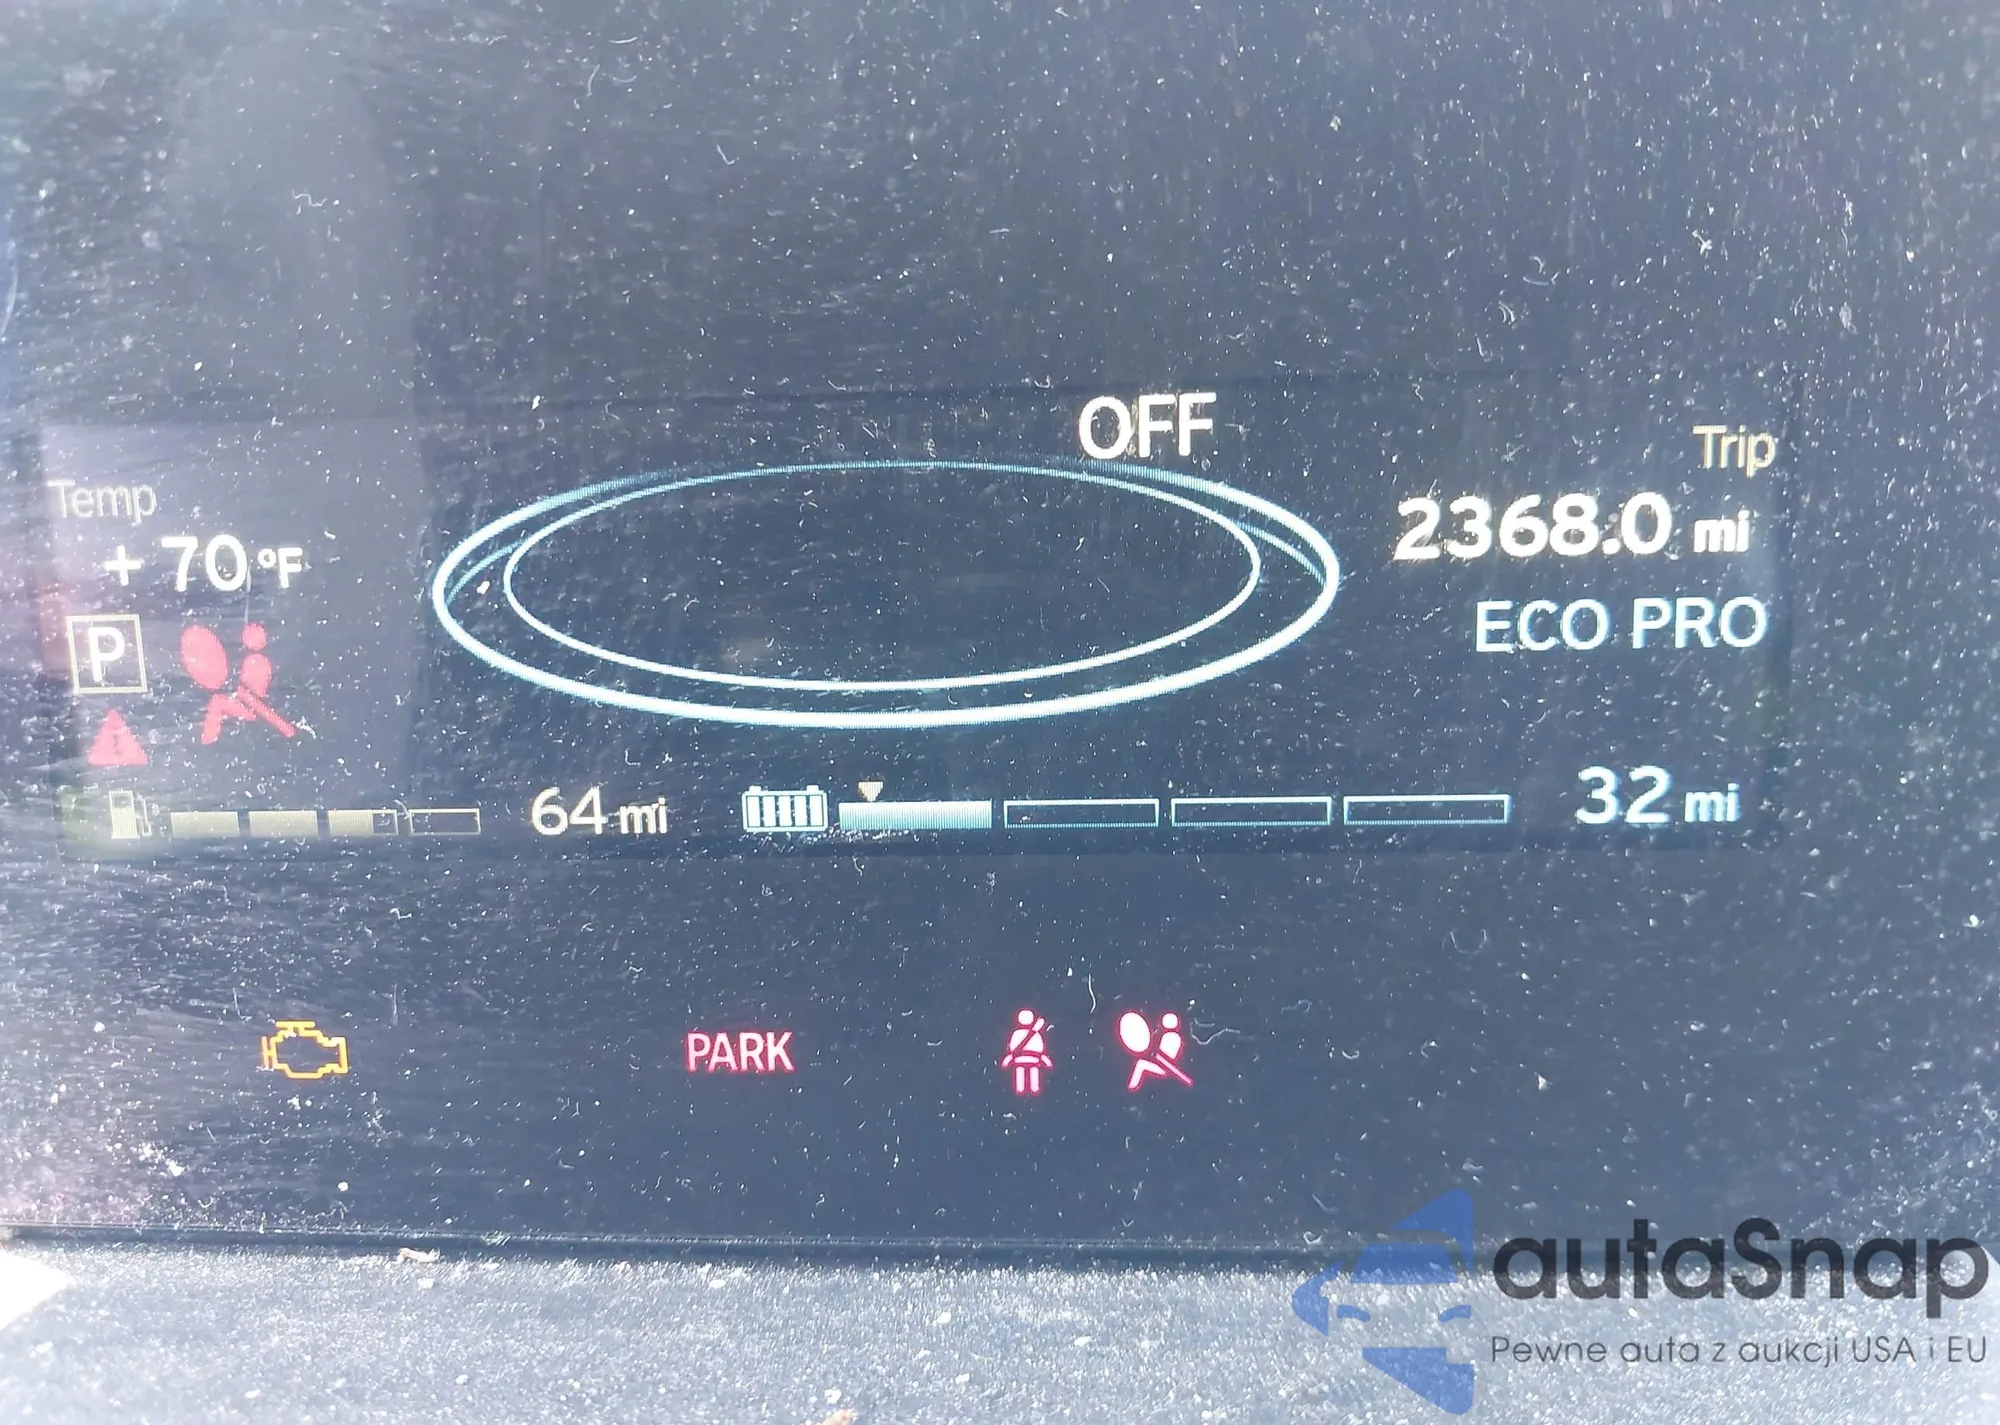 OFF
Trip
Temp
2368.0 mi
+ 70 °F
ECO PRO
P
64 mi
32 mi
PARK
autaSnap
Pewne auta z aukcji USA i EU